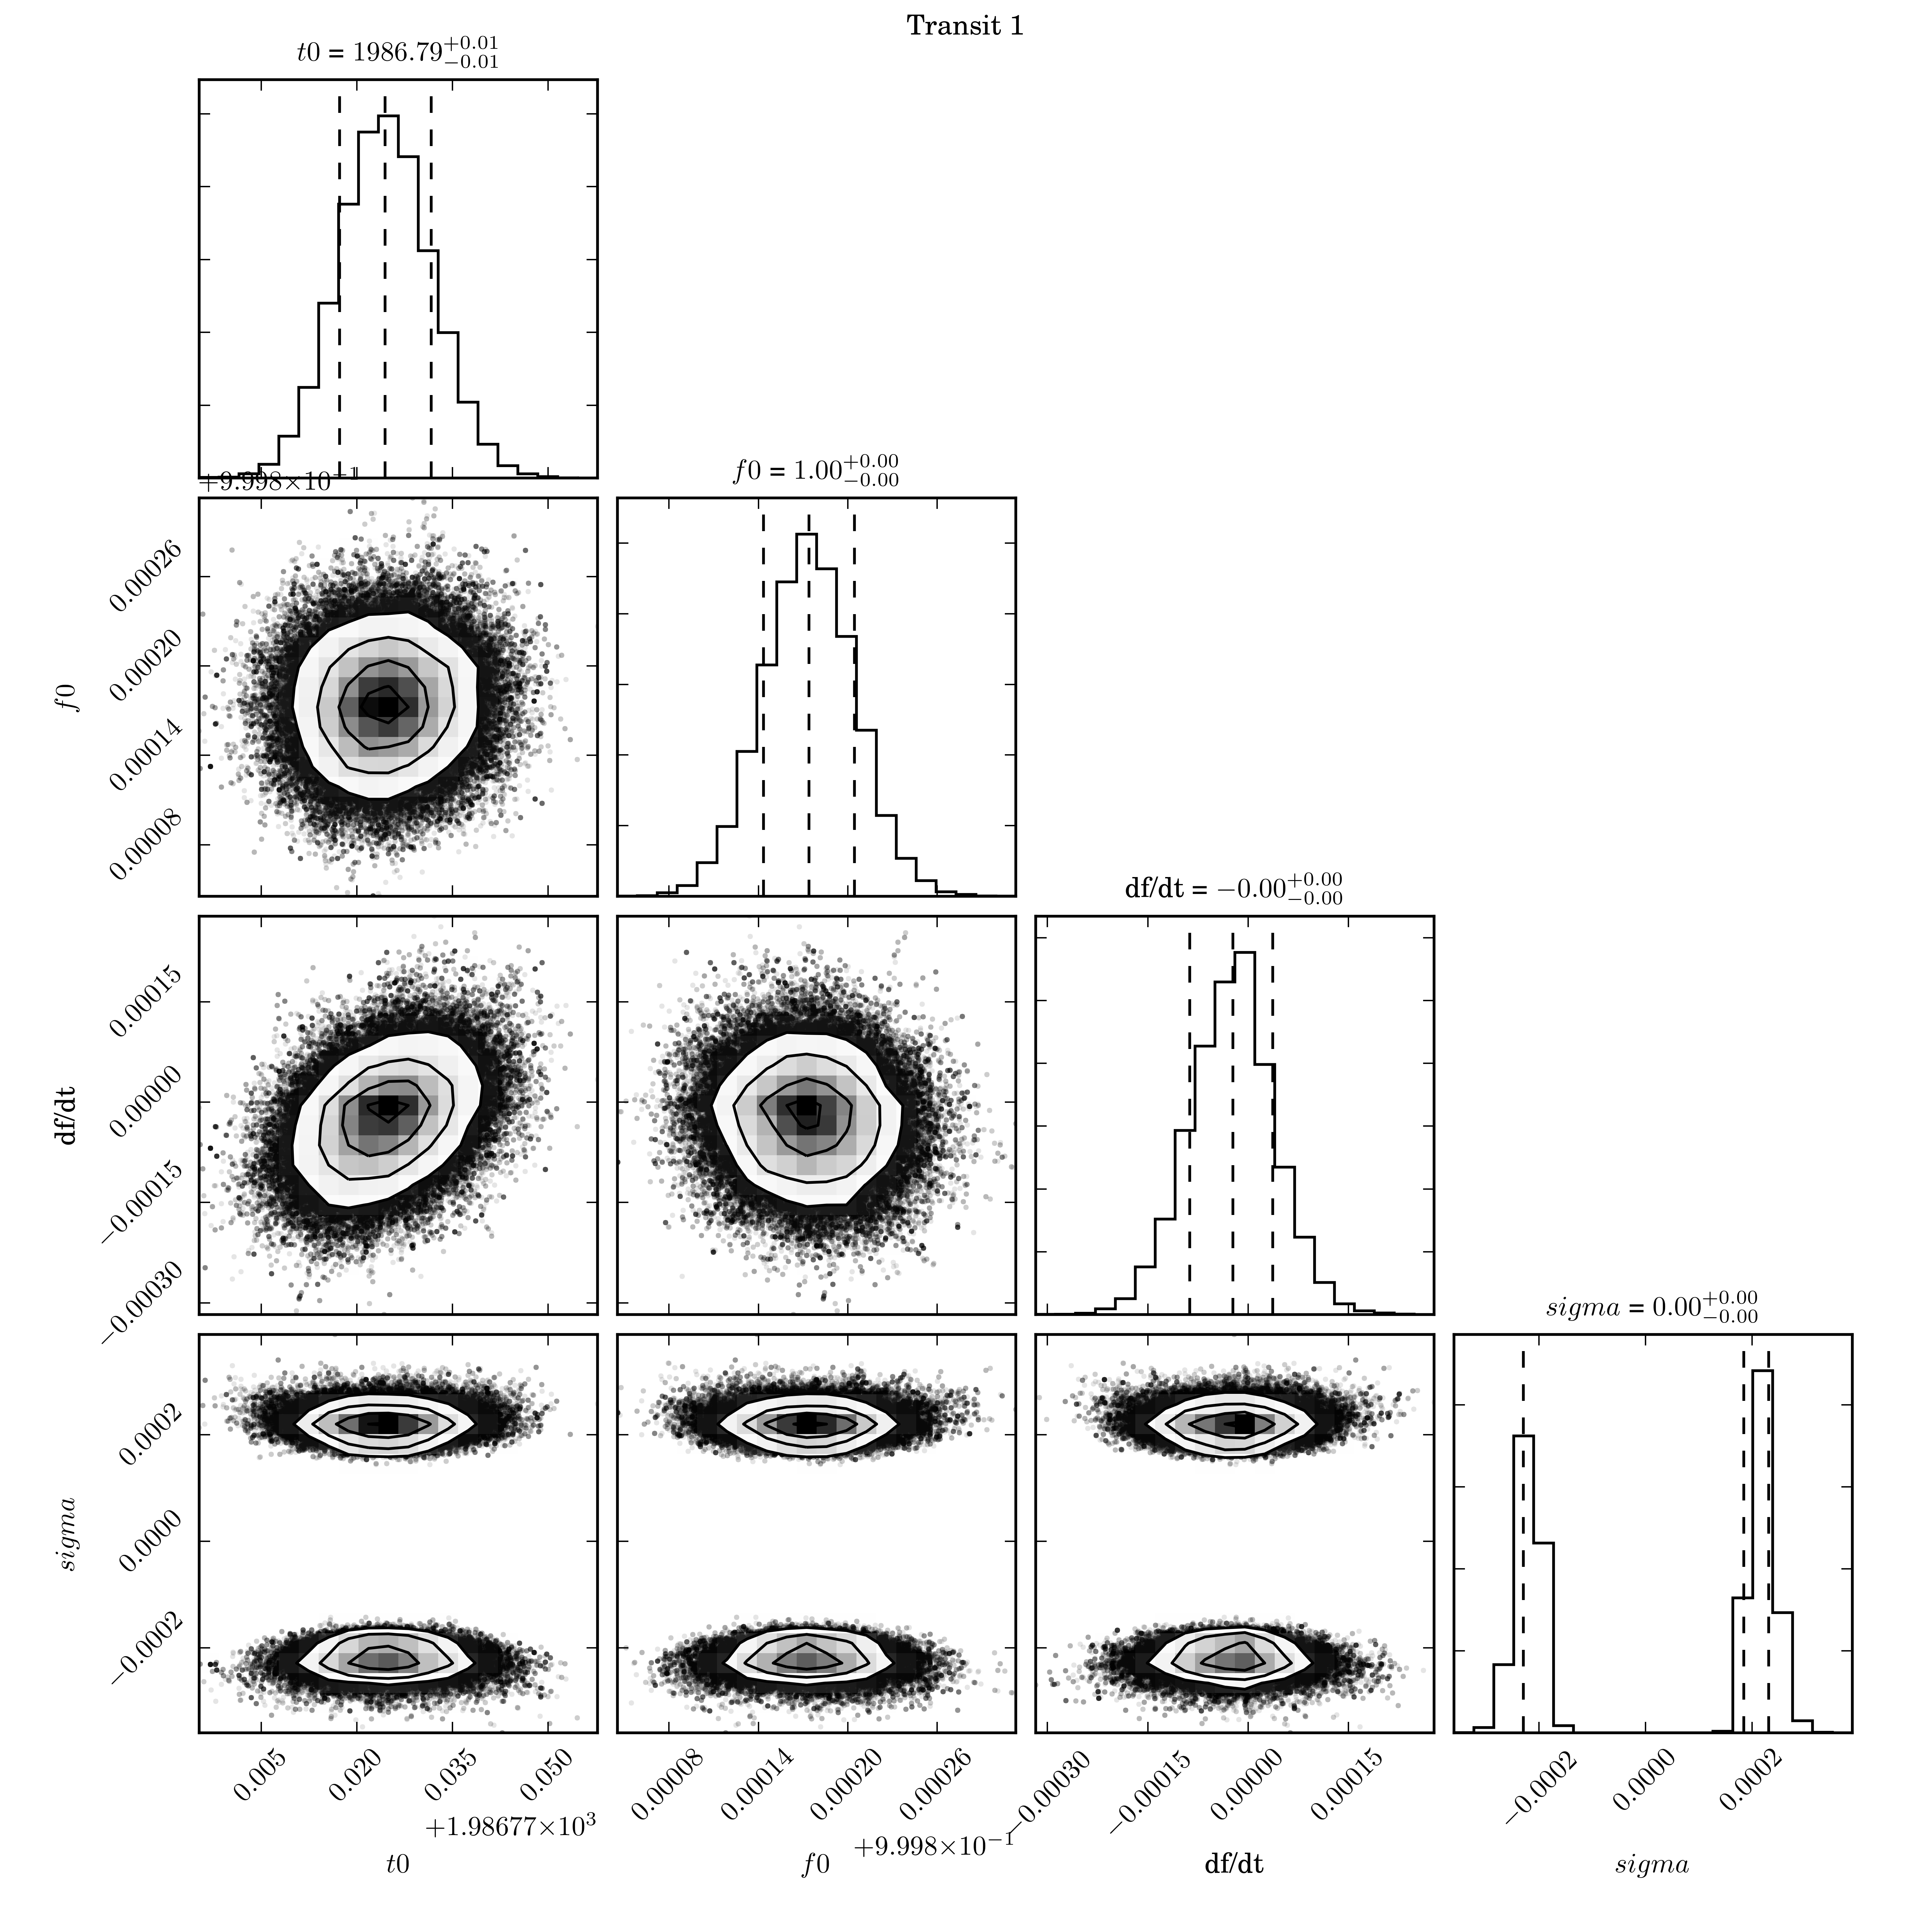 Transit 1
t0 = 1986.79+0.01−0.01
+9.998×10−1
f0 = 1.00+0.00−0.00
0.00026
0.00020
f0
0.00014
0.00008
df/dt = −0.00+0.00−0.00
0.00015
0.00000
df/dt
−0.00015
−0.00030
sigma = 0.00+0.00−0.00
0.0002
0.0000
sigma
−0.0002
0.005 0.020 0.035 0.050 0.00008 0.00014 0.00020 0.00026 −0.00030 −0.00015 0.00000 0.00015 −0.0002 0.0000 0.0002
+1.98677×103 +9.998×10−1
t0 f0 df/dt sigma